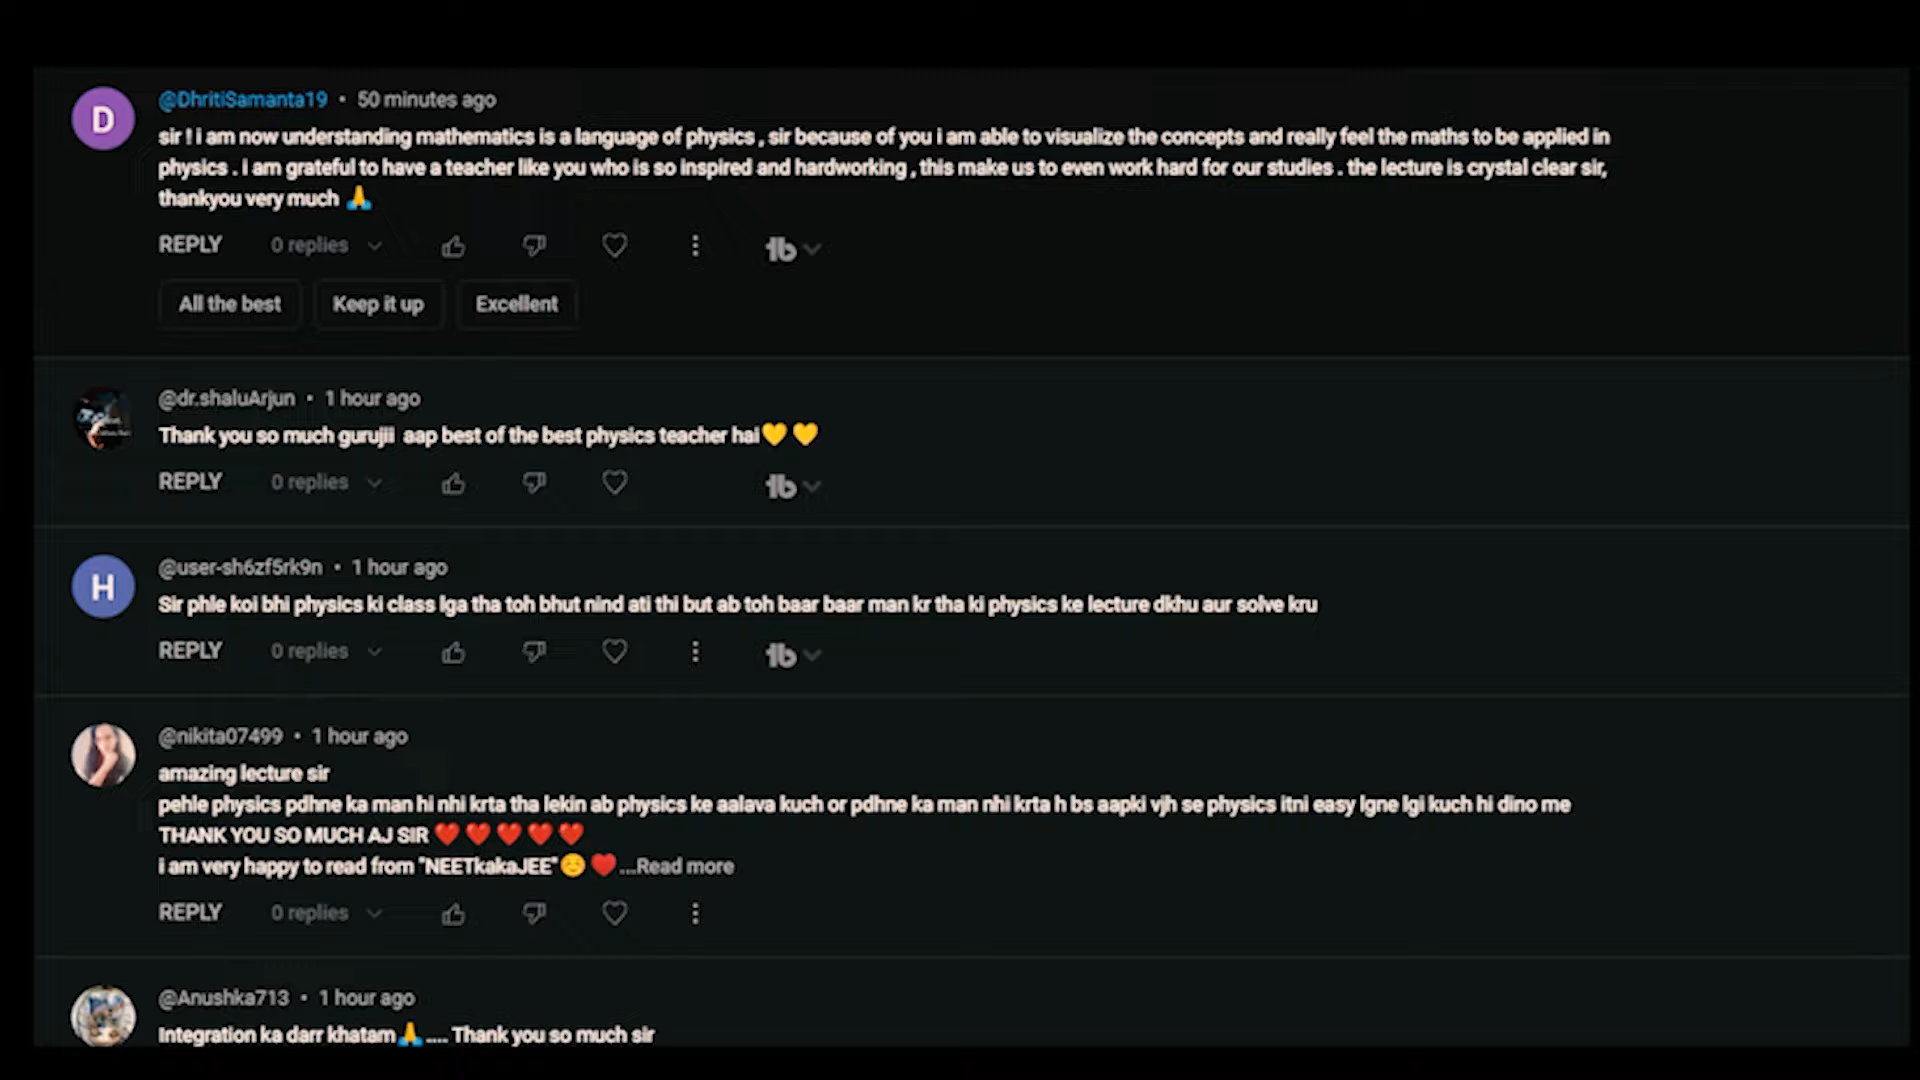 D
@DhritiSamanta19 • 50 minutes ago
sir ! i am now understanding mathematics is a language of physics , sir because of you i am able to visualize the concepts and really feel the maths to be applied in
physics . i am grateful to have a teacher like you who is so inspired and hardworking , this make us to even work hard for our studies . the lecture is crystal clear sir,
thankyou very much 🙏
REPLY 0 replies
All the best Keep it up Excellent
@dr.shaluArjun • 1 hour ago
Thank you so much gurujii aap best of the best physics teacher hai💛 💛
REPLY 0 replies
H
@user-sh6zf5rk9n • 1 hour ago
Sir phle koi bhi physics ki class lga tha toh bhut nind ati thi but ab toh baar baar man kr tha ki physics ke lecture dkhu aur solve kru
REPLY 0 replies
@nikita07499 • 1 hour ago
amazing lecture sir
pehle physics pdhne ka man hi nhi krta tha lekin ab physics ke aalava kuch or pdhne ka man nhi krta h bs aapki vjh se physics itni easy lgne lgi kuch hi dino me
THANK YOU SO MUCH AJ SIR ❤️ ❤️ ❤️ ❤️ ❤️
i am very happy to read from "NEETkakaJEE"☺️ ❤️ ...Read more
REPLY 0 replies
@Anushka713 • 1 hour ago
Integration ka darr khatam🙏.... Thank you so much sir